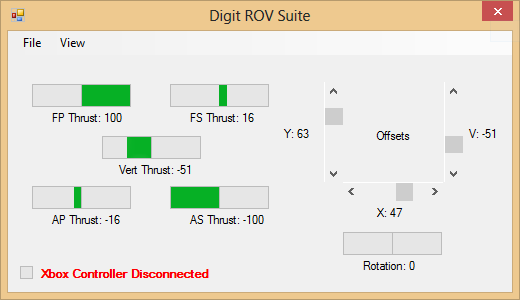 Digit ROV Suite
File View
FP Thrust: 100
FS Thrust: 16
Vert Thrust: -51
AP Thrust: -16
AS Thrust: -100
Y: 63
Offsets
V: -51
X: 47
Rotation: 0
Xbox Controller Disconnected